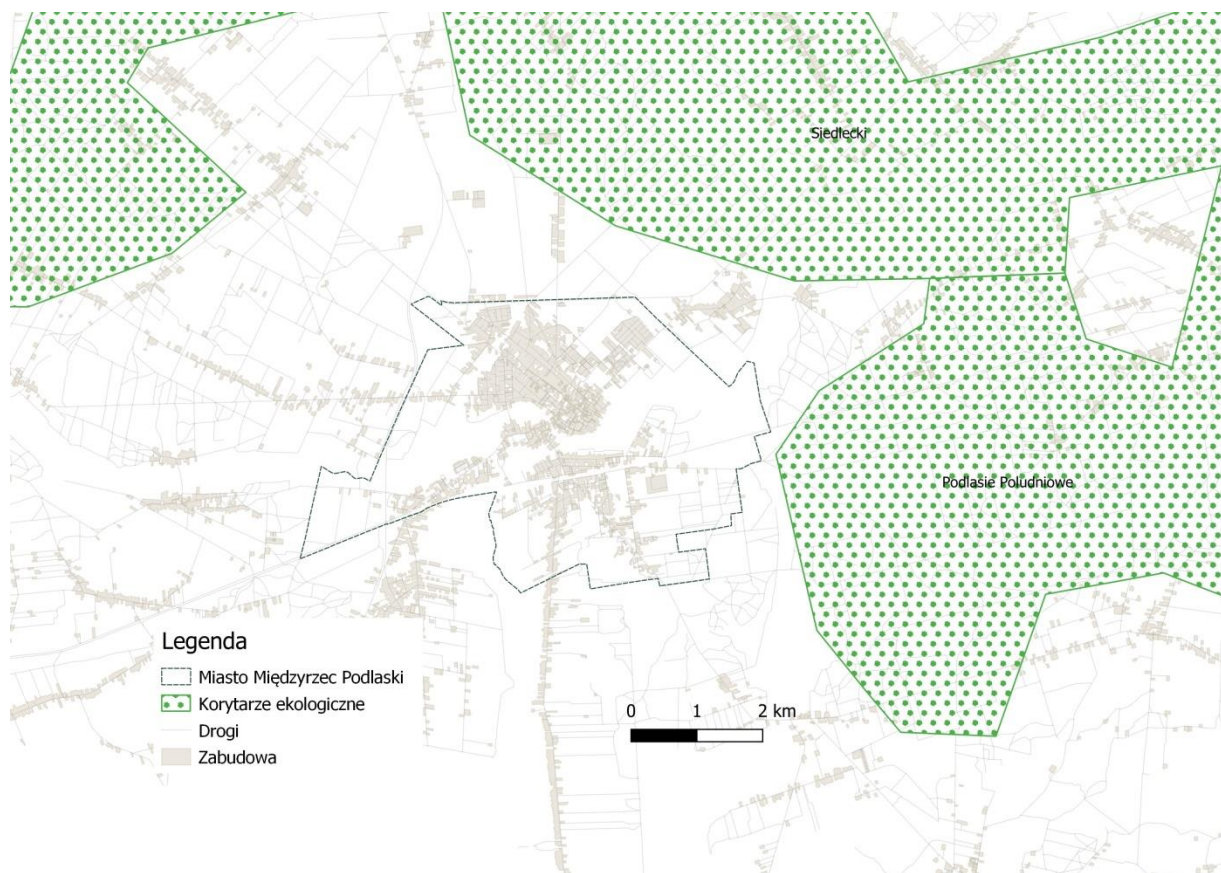 Siedlecki
Podlasie Południowe
Legenda
Miasto Międzyrzec Podlaski
Korytarze ekologiczne
Drogi
Zabudowa
0 1 2 km